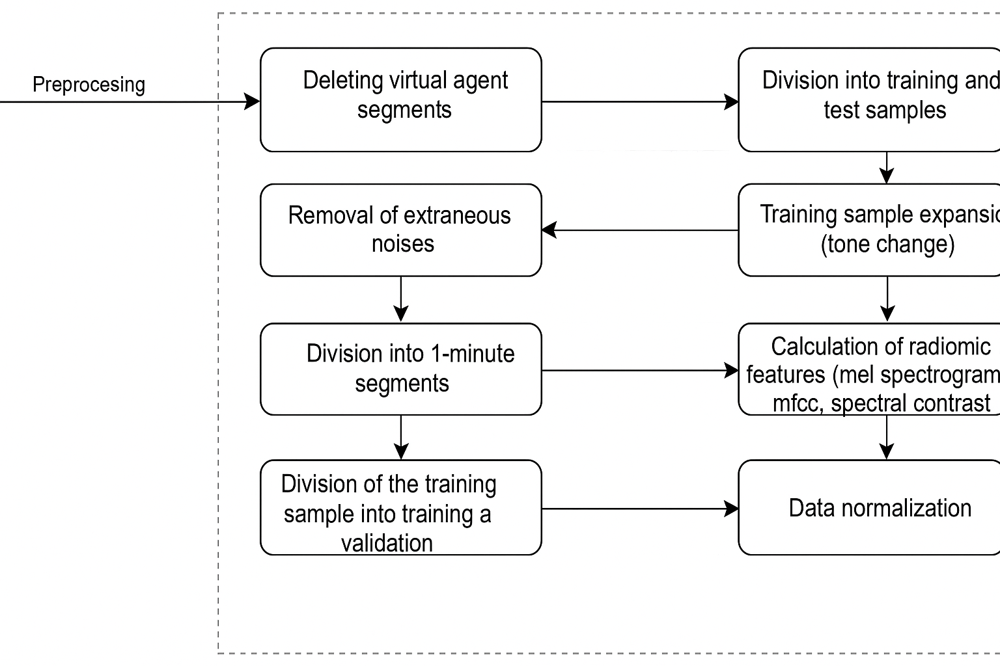 Preprocesing
Deleting virtual agent
segments
Division into training and
test samples
Removal of extraneous
noises
Training sample expansio
(tone change)
Division into 1-minute
segments
Calculation of radiomic
features (mel spectrogram
mfcc, spectral contrast
Division of the training
sample into training a
validation
Data normalization